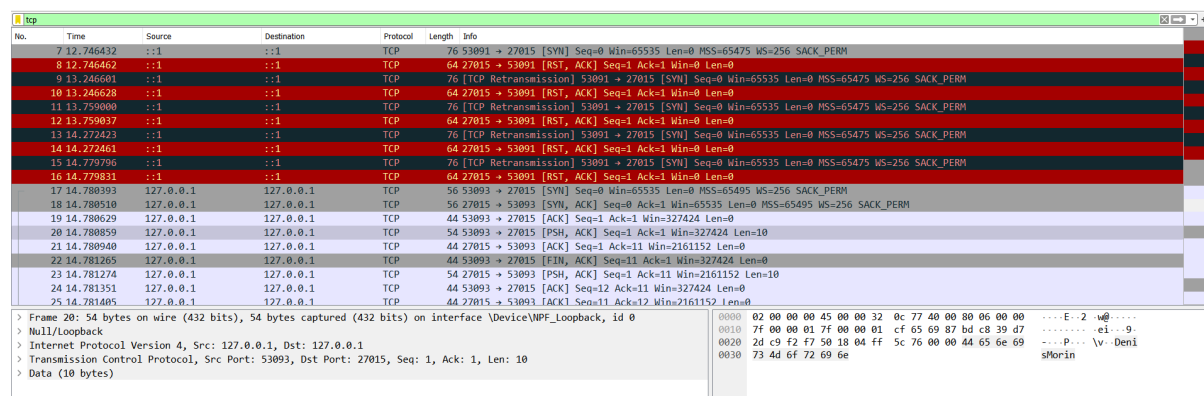 tcp
No. Time Source Destination Protocol Length Info
7 12.746432 ::1 ::1 TCP 76 53091 → 27015 [SYN] Seq=0 Win=65535 Len=0 MSS=65475 WS=256 SACK_PERM
8 12.746462 ::1 ::1 TCP 64 27015 → 53091 [RST, ACK] Seq=1 Ack=1 Win=0 Len=0
9 13.246601 ::1 ::1 TCP 76 [TCP Retransmission] 53091 → 27015 [SYN] Seq=0 Win=65535 Len=0 MSS=65475 WS=256 SACK_PERM
10 13.246628 ::1 ::1 TCP 64 27015 → 53091 [RST, ACK] Seq=1 Ack=1 Win=0 Len=0
11 13.759000 ::1 ::1 TCP 76 [TCP Retransmission] 53091 → 27015 [SYN] Seq=0 Win=65535 Len=0 MSS=65475 WS=256 SACK_PERM
12 13.759037 ::1 ::1 TCP 64 27015 → 53091 [RST, ACK] Seq=1 Ack=1 Win=0 Len=0
13 14.272423 ::1 ::1 TCP 76 [TCP Retransmission] 53091 → 27015 [SYN] Seq=0 Win=65535 Len=0 MSS=65475 WS=256 SACK_PERM
14 14.272461 ::1 ::1 TCP 64 27015 → 53091 [RST, ACK] Seq=1 Ack=1 Win=0 Len=0
15 14.779796 ::1 ::1 TCP 76 [TCP Retransmission] 53091 → 27015 [SYN] Seq=0 Win=65535 Len=0 MSS=65475 WS=256 SACK_PERM
16 14.779831 ::1 ::1 TCP 64 27015 → 53091 [RST, ACK] Seq=1 Ack=1 Win=0 Len=0
17 14.780393 127.0.0.1 127.0.0.1 TCP 56 53093 → 27015 [SYN] Seq=0 Win=65535 Len=0 MSS=65495 WS=256 SACK_PERM
18 14.780510 127.0.0.1 127.0.0.1 TCP 56 27015 → 53093 [SYN, ACK] Seq=0 Ack=1 Win=65535 Len=0 MSS=65495 WS=256 SACK_PERM
19 14.780629 127.0.0.1 127.0.0.1 TCP 44 53093 → 27015 [ACK] Seq=1 Ack=1 Win=327424 Len=0
20 14.780859 127.0.0.1 127.0.0.1 TCP 54 53093 → 27015 [PSH, ACK] Seq=1 Ack=1 Win=327424 Len=10
21 14.780940 127.0.0.1 127.0.0.1 TCP 44 27015 → 53093 [ACK] Seq=1 Ack=11 Win=2161152 Len=0
22 14.781265 127.0.0.1 127.0.0.1 TCP 44 53093 → 27015 [FIN, ACK] Seq=11 Ack=1 Win=327424 Len=0
23 14.781274 127.0.0.1 127.0.0.1 TCP 54 27015 → 53093 [PSH, ACK] Seq=1 Ack=11 Win=2161152 Len=10
24 14.781351 127.0.0.1 127.0.0.1 TCP 44 53093 → 27015 [ACK] Seq=12 Ack=11 Win=327424 Len=0
25 14.781405 127.0.0.1 127.0.0.1 TCP 44 27015 → 53093 [ACK] Seq=11 Ack=12 Win=2161152 Len=0
> Frame 20: 54 bytes on wire (432 bits), 54 bytes captured (432 bits) on interface \Device\NPF_Loopback, id 0
> Null/Loopback
> Internet Protocol Version 4, Src: 127.0.0.1, Dst: 127.0.0.1
> Transmission Control Protocol, Src Port: 53093, Dst Port: 27015, Seq: 1, Ack: 1, Len: 10
> Data (10 bytes)
0000 02 00 00 00 45 00 00 32 0c 77 40 00 80 06 00 00 ····E··2 ·w@·····
0010 7f 00 00 01 7f 00 00 01 cf 65 69 87 bd c8 39 d7 ········ ·ei···9·
0020 2d c9 f2 f7 50 18 04 ff 5c 76 00 00 44 65 6e 69 -···P··· \v··Deni
0030 73 4d 6f 72 69 6e sMorin